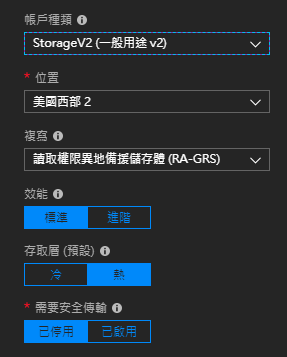 帳戶種類
StorageV2 (一般用途 v2)
* 位置
美國西部 2
複寫
讀取權限異地備援儲存體 (RA-GRS)
效能
標準 進階
存取層 (預設)
冷 熱
* 需要安全傳輸
已停用 已啟用